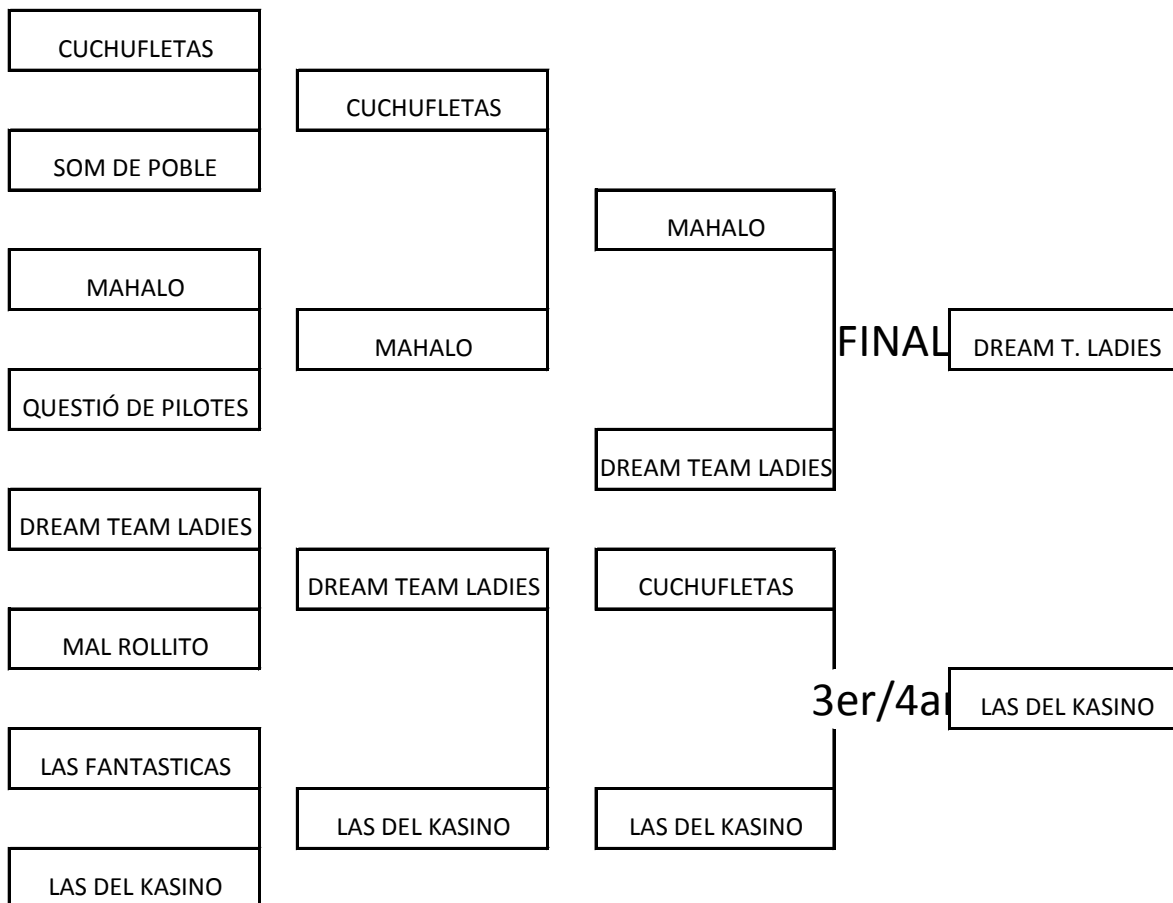 CUCHUFLETAS
SOM DE POBLE
MAHALO
QUESTIÓ DE PILOTES
DREAM TEAM LADIES
MAL ROLLITO
LAS FANTASTICAS
LAS DEL KASINO
CUCHUFLETAS
MAHALO
DREAM TEAM LADIES
LAS DEL KASINO
MAHALO
DREAM TEAM LADIES
CUCHUFLETAS
LAS DEL KASINO
FINAL
DREAM T. LADIES
3er/4ar
LAS DEL KASINO